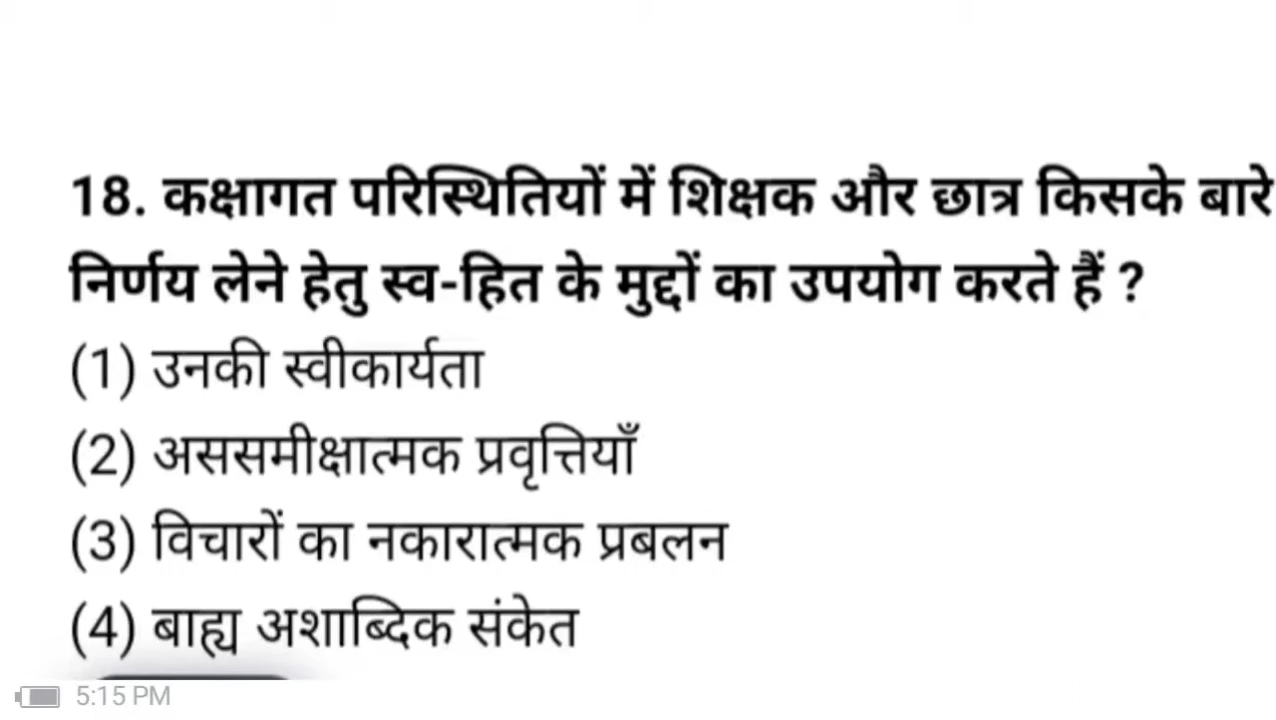 18. कक्षागत परिस्थितियों में शिक्षक और छात्र किसके बारे
निर्णय लेने हेतु स्व-हित के मुद्दों का उपयोग करते हैं ?
(1) उनकी स्वीकार्यता
(2) अससमीक्षात्मक प्रवृत्तियाँ
(3) विचारों का नकारात्मक प्रबलन
(4) बाह्य अशाब्दिक संकेत
5:15 PM